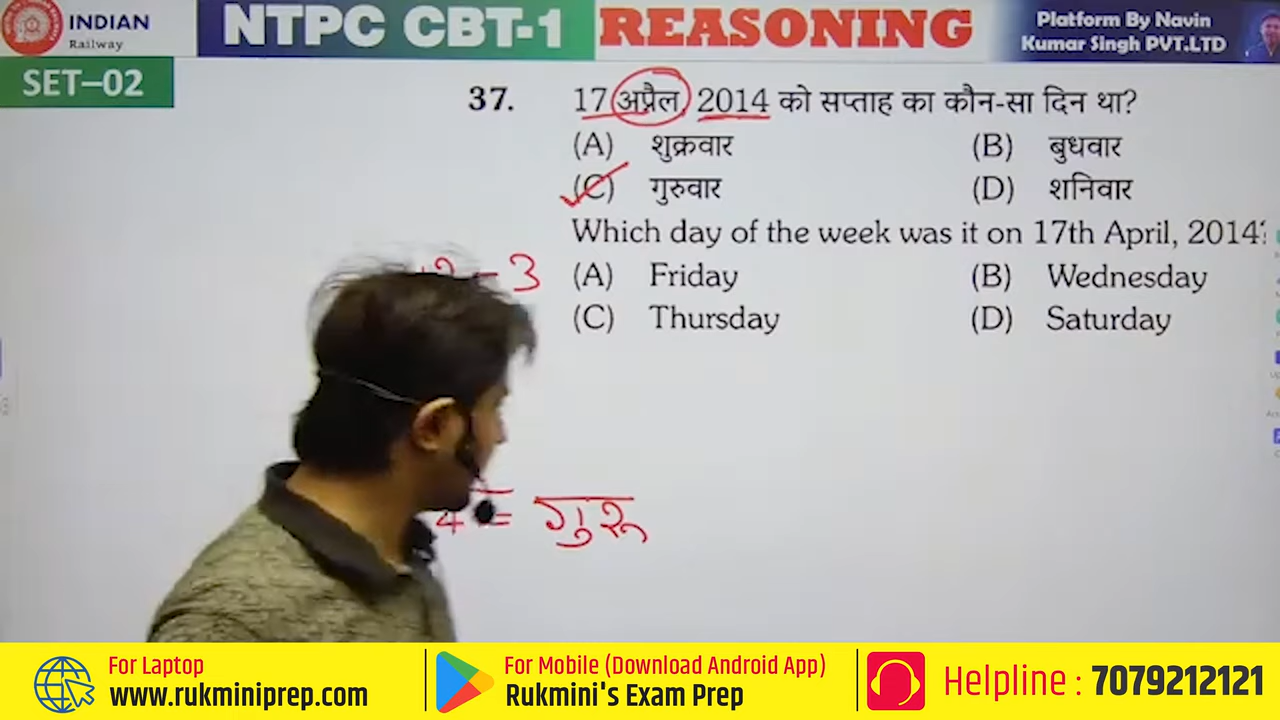 INDIAN
Railway
NTPC CBT-1
REASONING
Platform By Navin
Kumar Singh PVT.LTD
SET–02
37. 17 अप्रैल, 2014 को सप्ताह का कौन-सा दिन था?
(A) शुक्रवार (B) बुधवार
(C) गुरुवार (D) शनिवार
Which day of the week was it on 17th April, 2014?
(A) Friday (B) Wednesday
(C) Thursday (D) Saturday
- 3
4 = गुरू
For Laptop
www.rukminiprep.com
For Mobile (Download Android App)
Rukmini's Exam Prep
Helpline : 7079212121